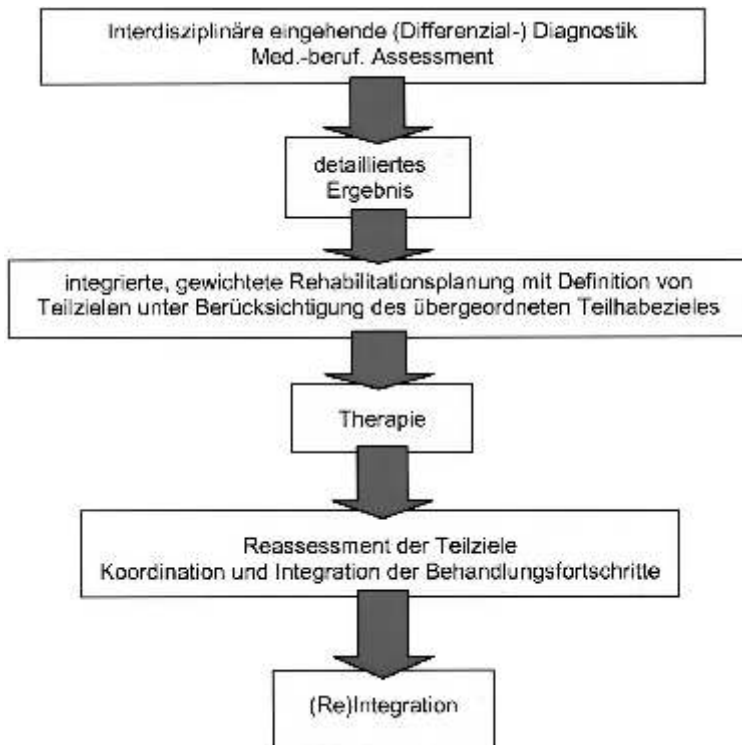 Interdisziplinäre eingehende (Differenzial-) Diagnostik
Med.-beruf. Assessment
detailliertes
Ergebnis
integrierte, gewichtete Rehabilitationsplanung mit Definition von
Teilzielen unter Berücksichtigung des übergeordneten Teilhabezieles
Therapie
Reassessment der Teilziele
Koordination und Integration der Behandlungsfortschritte
(Re)Integration